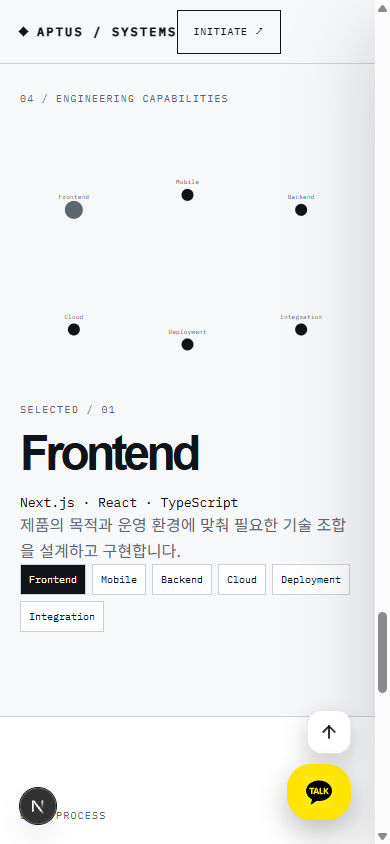 ◆ APTUS / SYSTEMS
INITIATE ↗
04 / ENGINEERING CAPABILITIES
Mobile
Frontend
Backend
Cloud
Integration
Deployment
SELECTED / 01
Frontend
Next.js · React · TypeScript
제품의 목적과 운영 환경에 맞춰 필요한 기술 조합
을 설계하고 구현합니다.
Frontend
Mobile
Backend
Cloud
Deployment
Integration
TALK
N
PROCESS